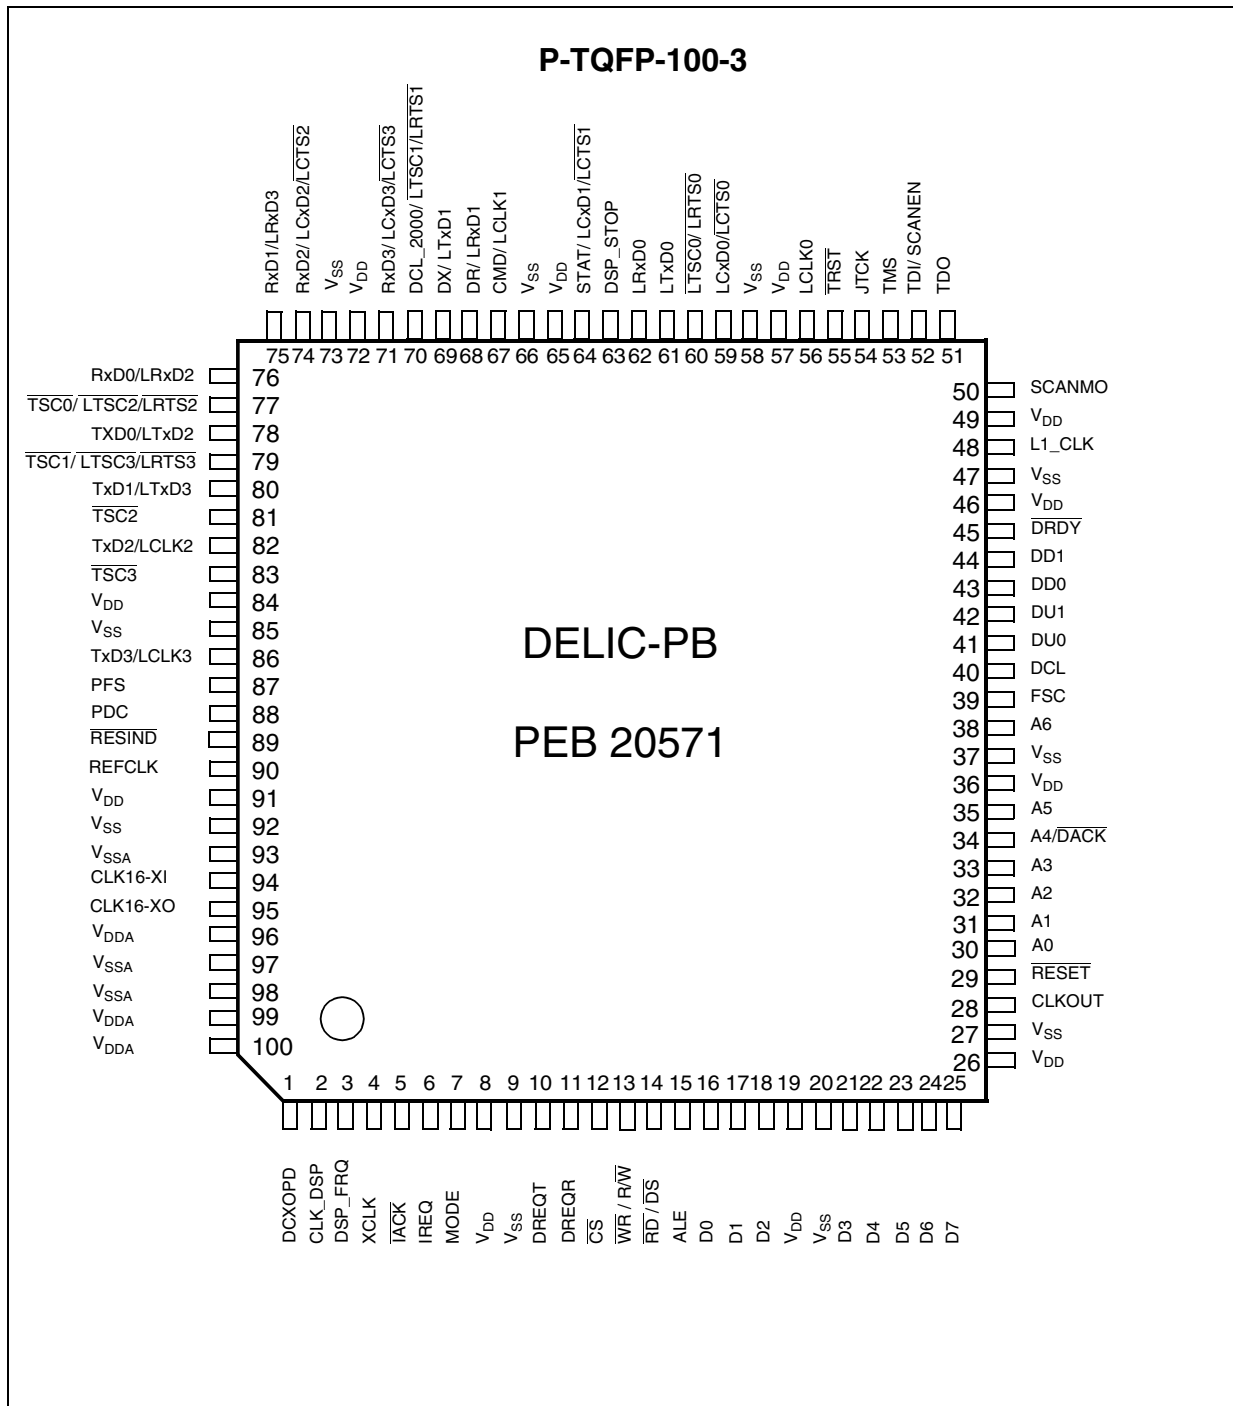 P-TQFP-100-3
RxD1/LRxD3
RxD2/ LCxD2/LCTS2
VSS
VDD
RxD3/ LCxD3/LCTS3
DCL_2000/ LTSC1/LRTS1
DX/ LTxD1
DR/ LRxD1
CMD/ LCLK1
VSS
VDD
STAT/ LCxD1/LCTS1
DSP_STOP
LRxD0
LTxD0
LTSC0/ LRTS0
LCxD0/LCTS0
VSS
VDD
LCLK0
TRST
JTCK
TMS
TDI/ SCANEN
TDO
75 74 73 72 71 70 69 68 67 66 65 64 63 62 61 60 59 58 57 56 55 54 53 52 51
RxD0/LRxD2 76
TSC0/ LTSC2/LRTS2 77
TXD0/LTxD2 78
TSC1/ LTSC3/LRTS3 79
TxD1/LTxD3 80
TSC2 81
TxD2/LCLK2 82
TSC3 83
VDD 84
VSS 85
TxD3/LCLK3 86
PFS 87
PDC 88
RESIND 89
REFCLK 90
VDD 91
VSS 92
VSSA 93
CLK16-XI 94
CLK16-XO 95
VDDA 96
VSSA 97
VSSA 98
VDDA 99
VDDA 100
DELIC-PB
PEB 20571
50 SCANMO
49 VDD
48 L1_CLK
47 VSS
46 VDD
45 DRDY
44 DD1
43 DD0
42 DU1
41 DU0
40 DCL
39 FSC
38 A6
37 VSS
36 VDD
35 A5
34 A4/DACK
33 A3
32 A2
31 A1
30 A0
29 RESET
28 CLKOUT
27 VSS
26 VDD
1 2 3 4 5 6 7 8 9 10 11 12 13 14 15 16 17 18 19 20 21 22 23 24 25
DCXOPD
CLK_DSP
DSP_FRQ
XCLK
IACK
IREQ
MODE
VDD
VSS
DREQT
DREQR
CS
WR / R/W
RD / DS
ALE
D0
D1
D2
VDD
VSS
D3
D4
D5
D6
D7